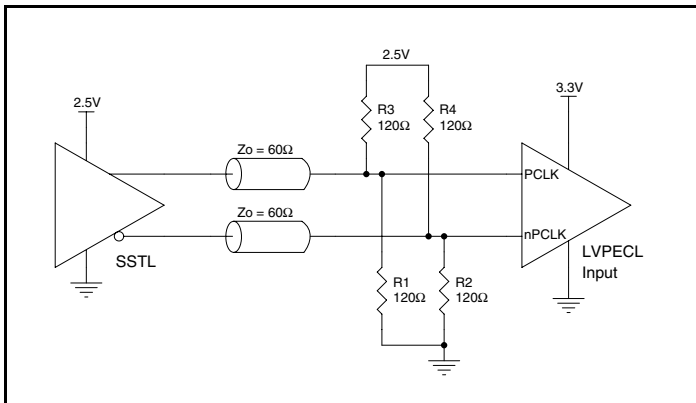 2.5V
2.5V
3.3V
R3
120Ω
R4
120Ω
Zo = 60Ω
PCLK
Zo = 60Ω
nPCLK
SSTL
LVPECL
Input
R1
120Ω
R2
120Ω